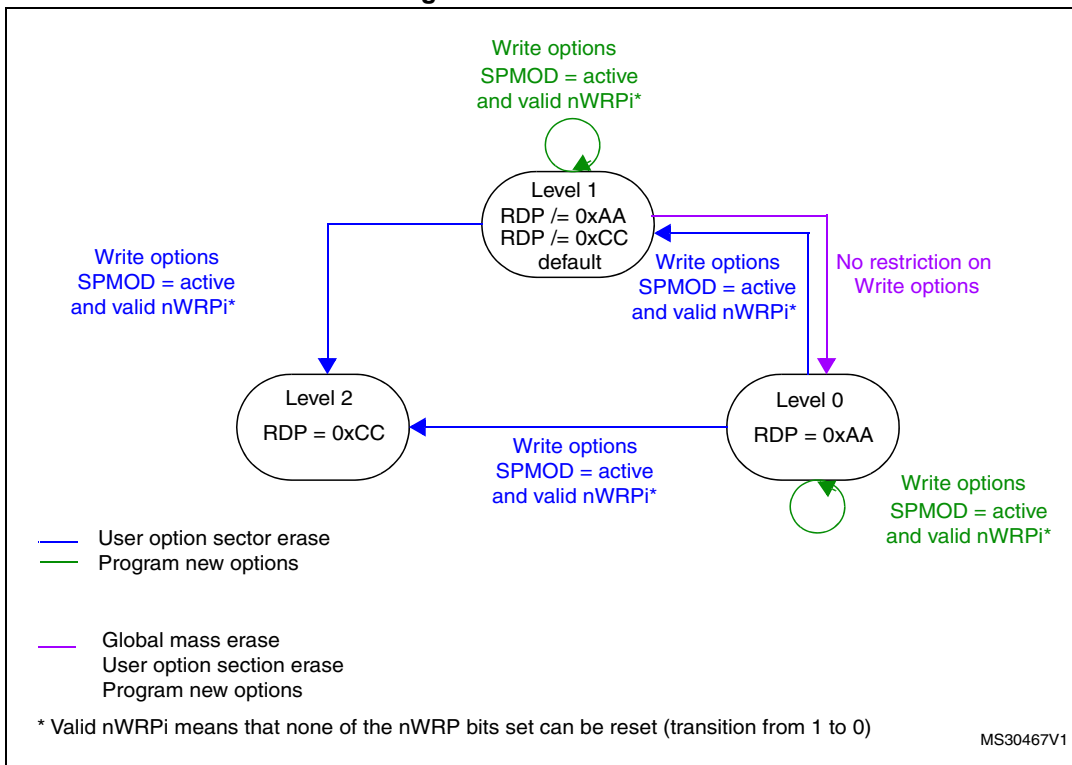 g
Write options
SPMOD = active
and valid nWRPi*
Level 1
RDP /= 0xAA
RDP /= 0xCC
default
Write options
SPMOD = active
and valid nWRPi*
Write options
SPMOD = active
and valid nWRPi*
No restriction on
Write options
Level 2
RDP = 0xCC
Level 0
RDP = 0xAA
Write options
SPMOD = active
and valid nWRPi*
Write options
SPMOD = active
and valid nWRPi*
User option sector erase
Program new options
Global mass erase
User option section erase
Program new options
* Valid nWRPi means that none of the nWRP bits set can be reset (transition from 1 to 0)
MS30467V1